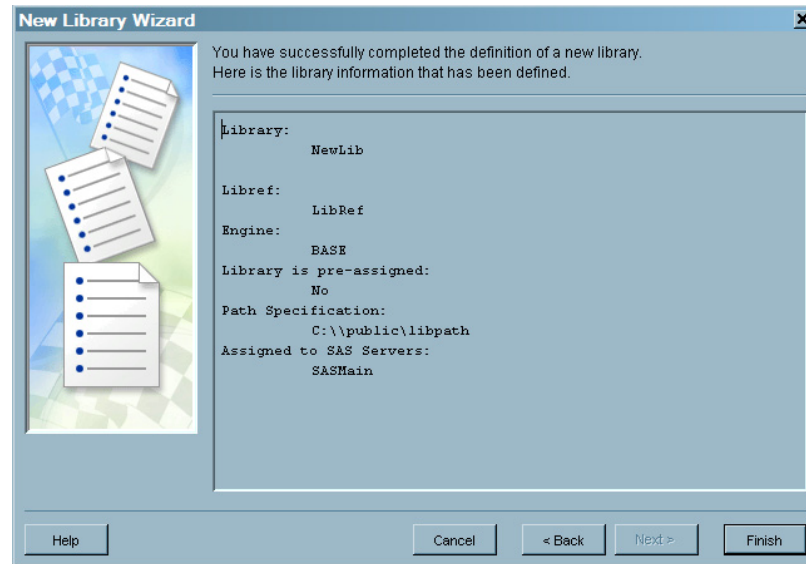 New Library Wizard
You have successfully completed the definition of a new library.
Here is the library information that has been defined.
Library:
NewLib
Libref:
LibRef
Engine:
BASE
Library is pre-assigned:
No
Path Specification:
C:\\public\libpath
Assigned to SAS Servers:
SASMain
Help
Cancel
< Back
Next >
Finish